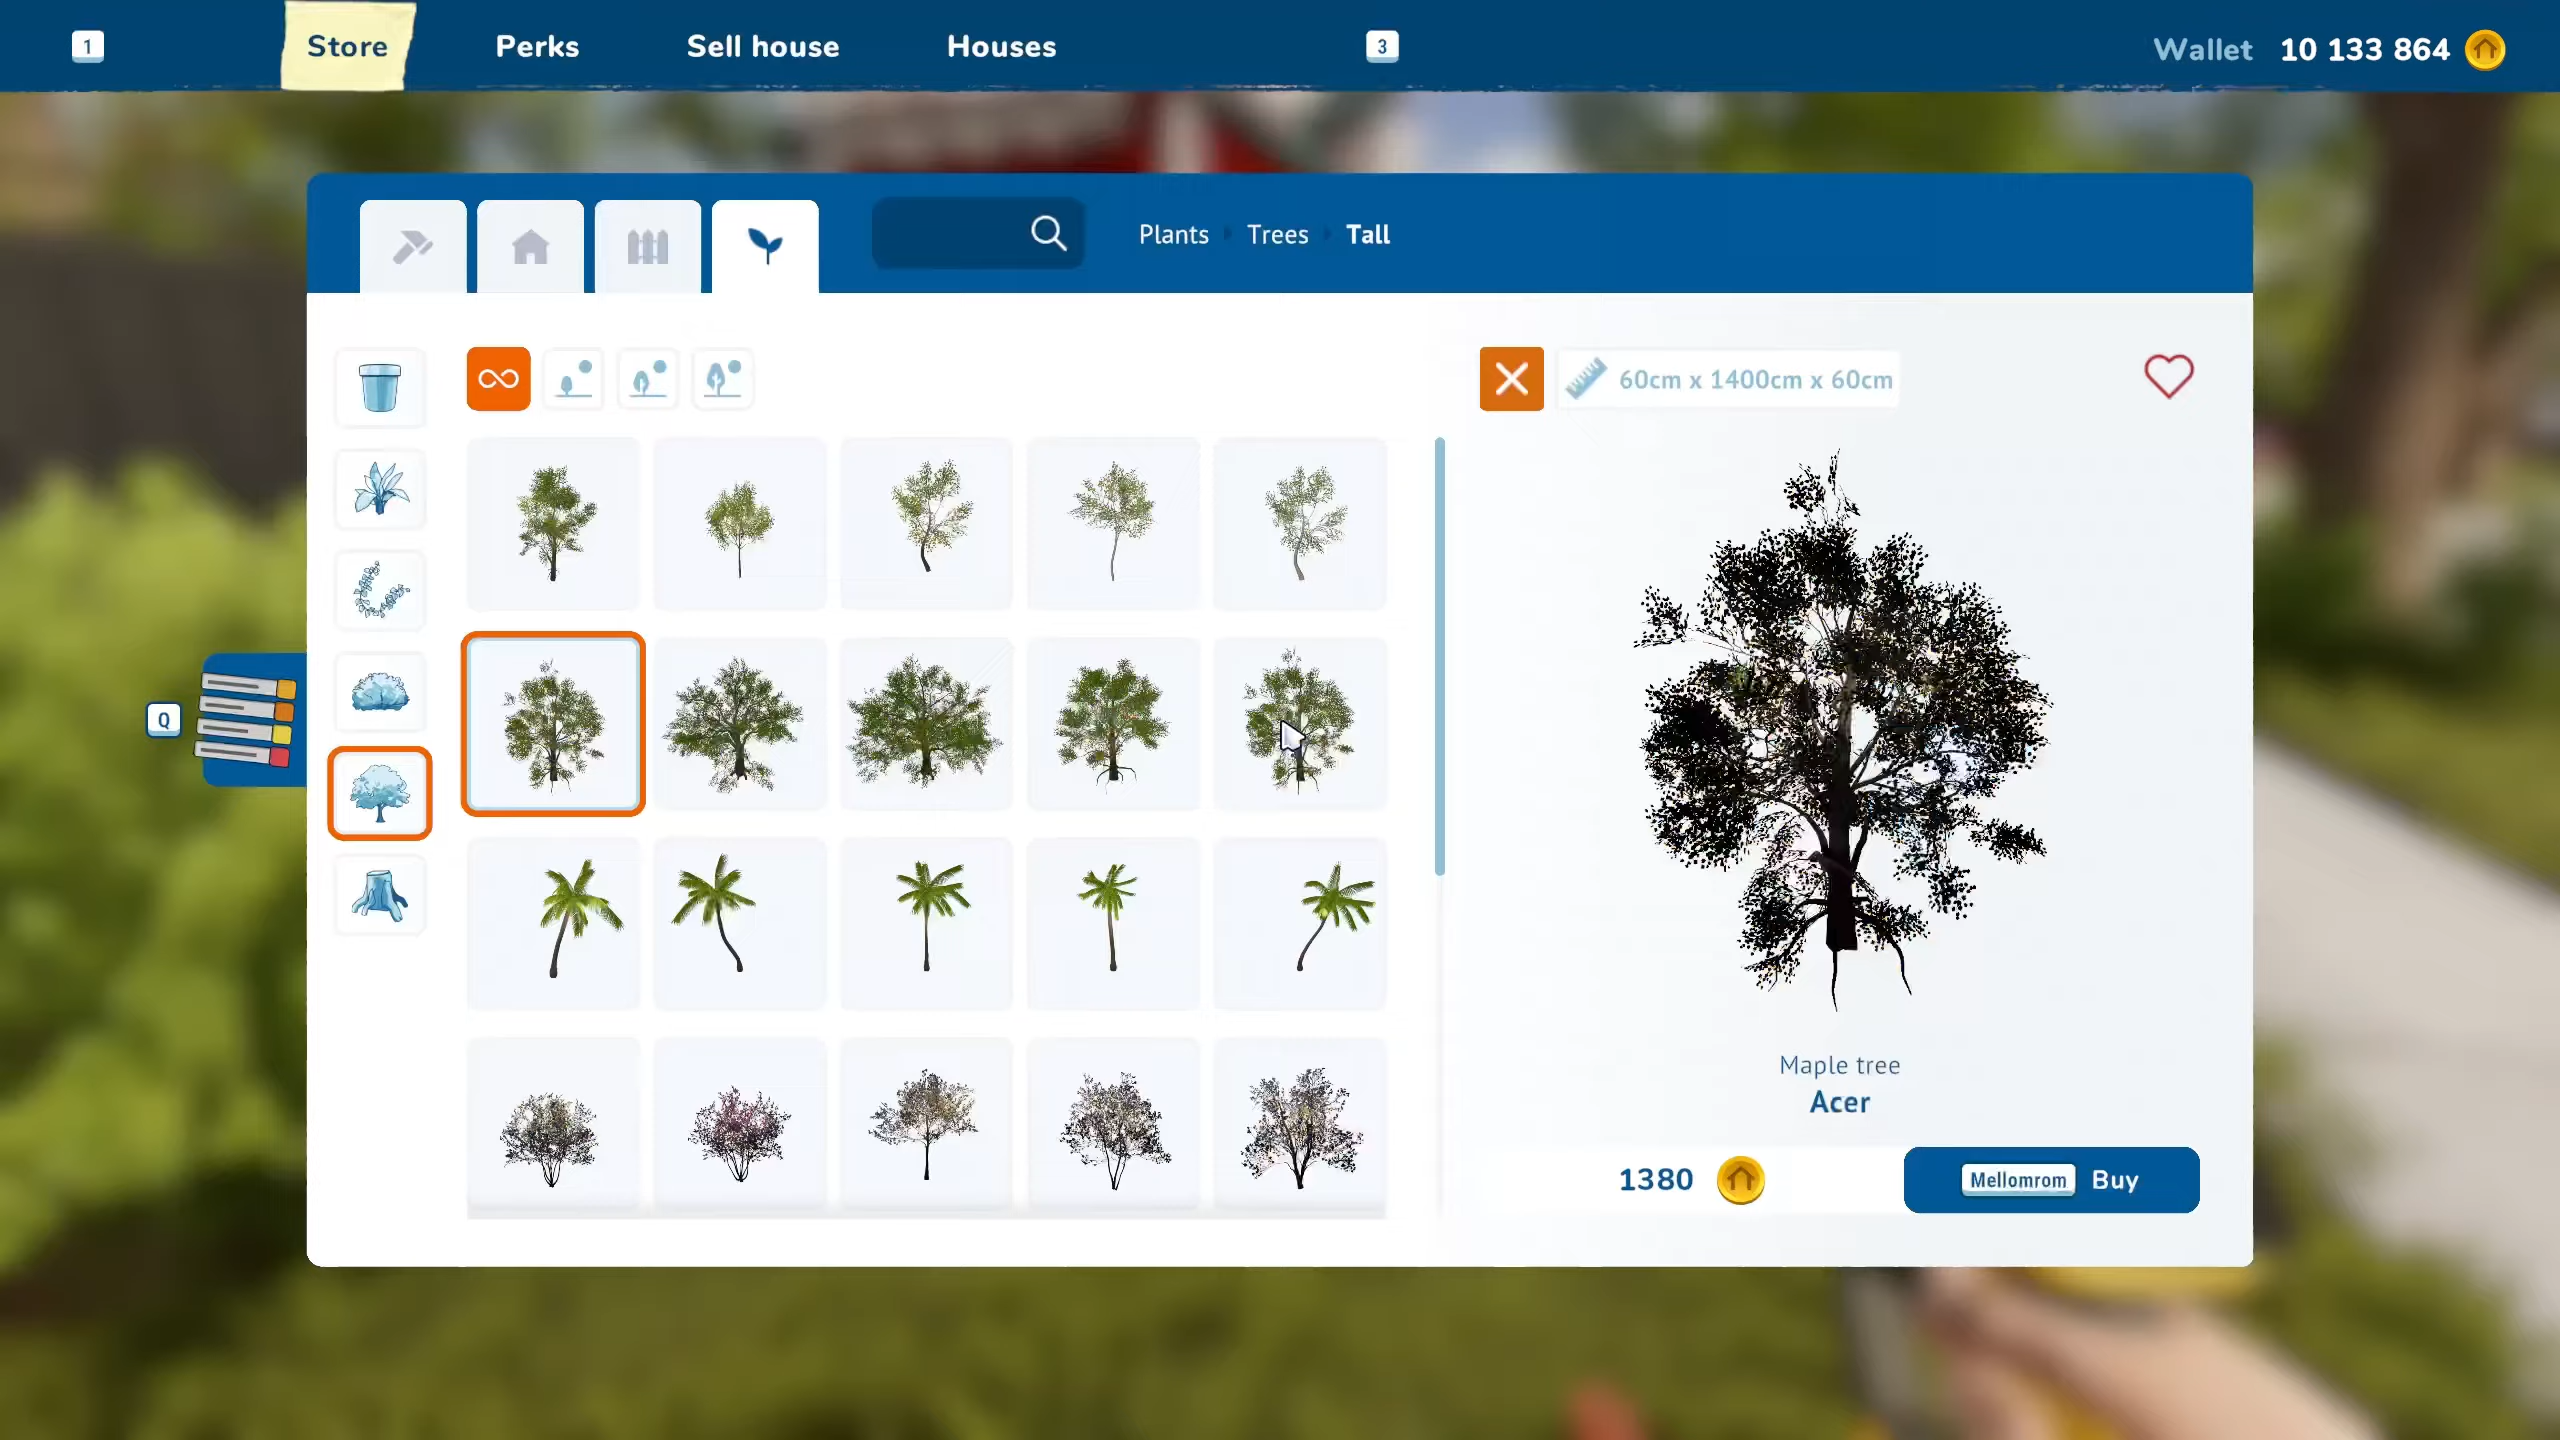 1
Store
Perks
Sell house
Houses
3
Wallet 10 133 864
Plants Trees Tall
60cm x 1400cm x 60cm
Q
Maple tree
Acer
1380
Mellomrom Buy